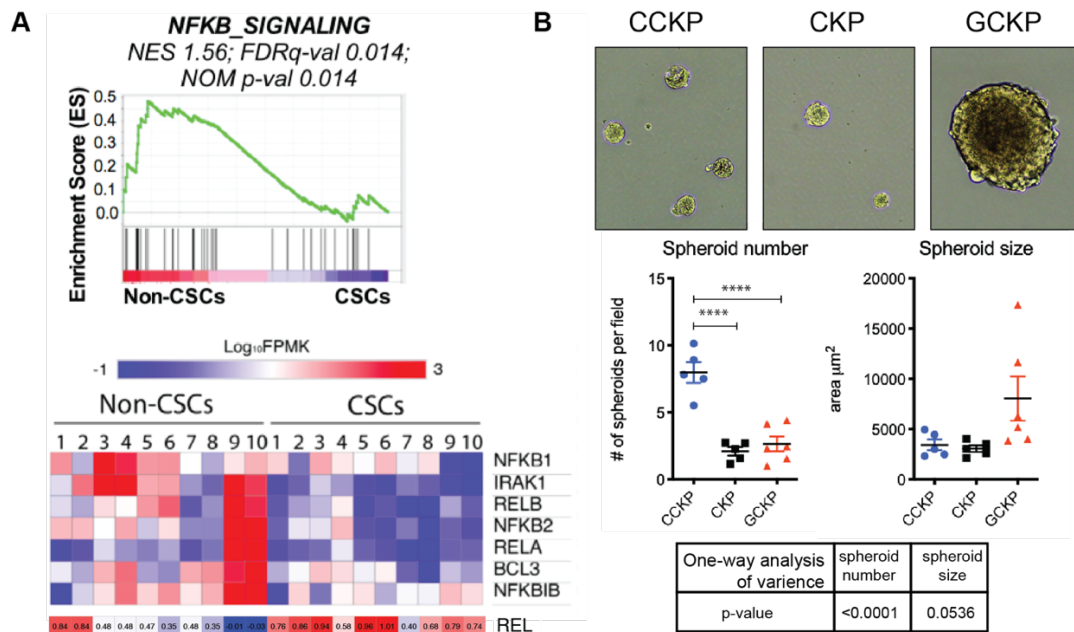 A
NFKB_SIGNALING
NES 1.56; FDRq-val 0.014;
NOM p-val 0.014
Enrichment Score (ES)
0.5
0.4
0.3
0.2
0.1
0.0
Non-CSCs CSCs
Log₁₀FPMK
-1 3
Non-CSCs CSCs
1 2 3 4 5 6 7 8 9 10 1 2 3 4 5 6 7 8 9 10
NFKB1
IRAK1
RELB
NFKB2
RELA
BCL3
NFKBIB
0.84 0.84 0.48 0.48 0.47 0.35 0.48 0.35 -0.01 -0.03 0.76 0.86 0.94 0.58 0.96 1.01 0.40 0.68 0.79 0.74 REL
B
CCKP CKP GCKP
Spheroid number
# of spheroids per field
15
10
5
0
****
****
CCKP CKP GCKP
Spheroid size
area µm²
20000
15000
10000
5000
0
CCKP CKP GCKP
One-way analysis of varience
spheroid number
spheroid size
p-value <0.0001 0.0536